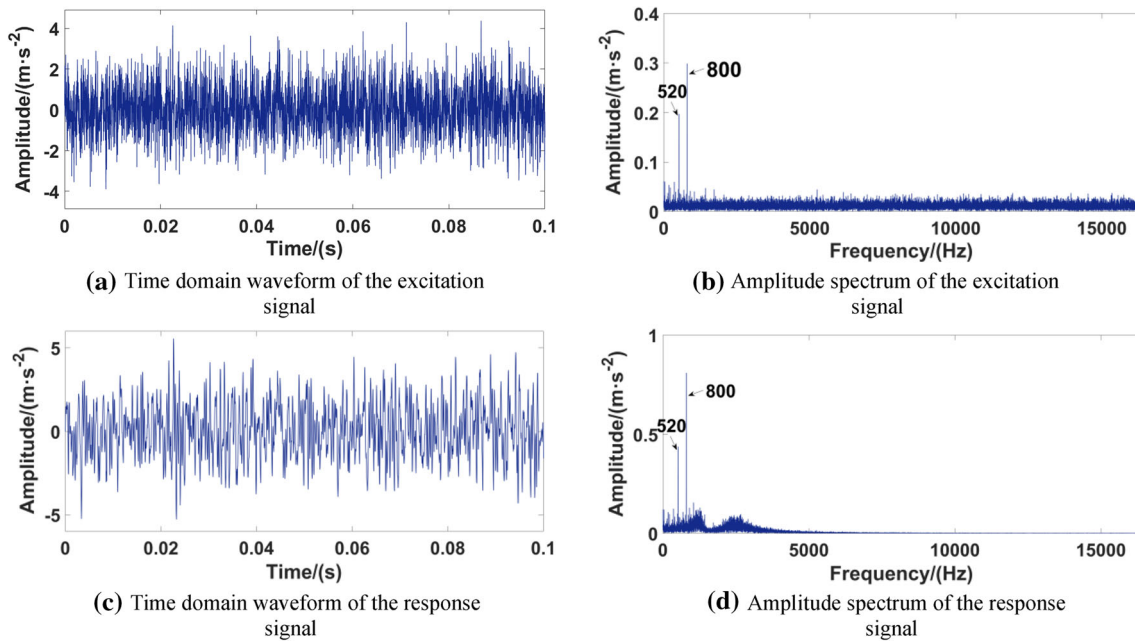 Amplitude/(m·s⁻²)
4
2
0
-2
-4
0 0.02 0.04 0.06 0.08 0.1
Time/(s)
(a) Time domain waveform of the excitation
signal
Amplitude/(m·s⁻²)
0.4
0.3
0.2
0.1
0
520
800
5000 10000 15000
Frequency/(Hz)
(b) Amplitude spectrum of the excitation
signal
Amplitude/(m·s⁻²)
5
0
-5
0 0.02 0.04 0.06 0.08 0.1
Time/(s)
(c) Time domain waveform of the response
signal
Amplitude/(m·s⁻²)
1
0.5
0
520
800
0 5000 10000 15000
Frequency/(Hz)
(d) Amplitude spectrum of the response
signal